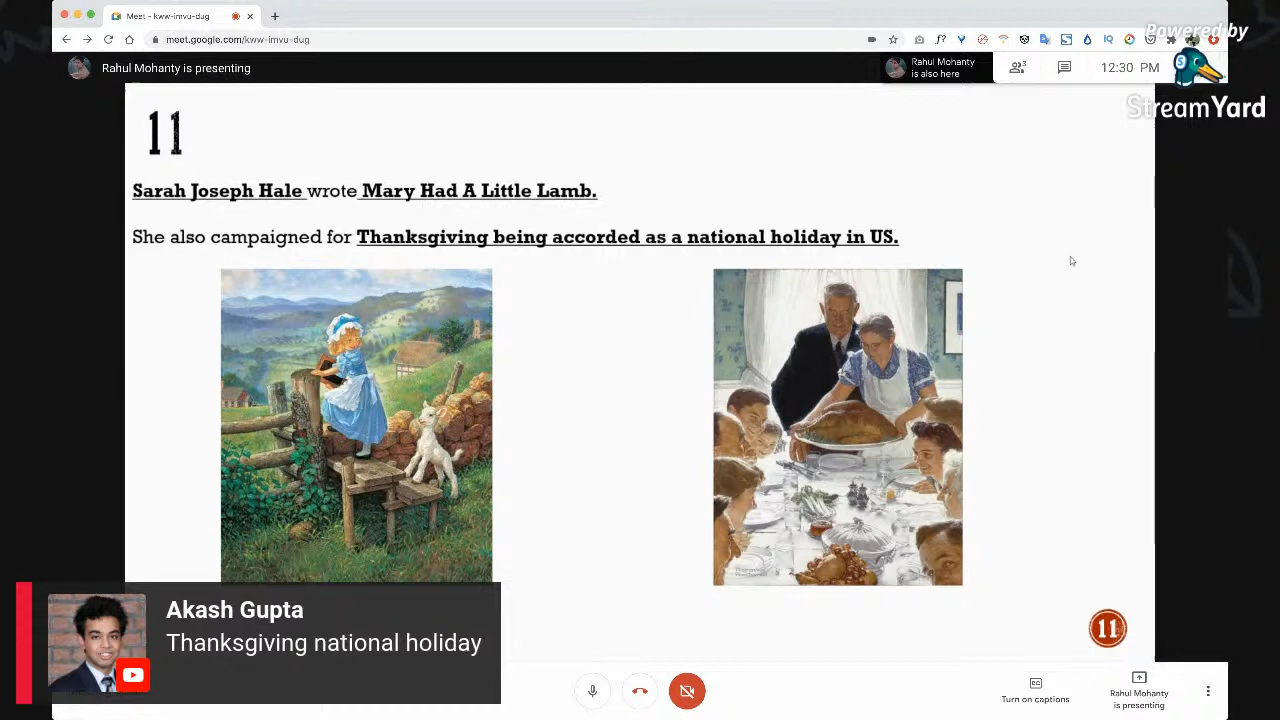 Meet - kww-imvu-dug
meet.google.com/kww-imvu-dug
Powered by
StreamYard
Rahul Mohanty is presenting
Rahul Mohanty
is also here
3
12:30 PM
11
Sarah Joseph Hale wrote Mary Had A Little Lamb.
She also campaigned for Thanksgiving being accorded as a national holiday in US.
11
Akash Gupta
Thanksgiving national holiday
Turn on captions
Rahul Mohanty
is presenting